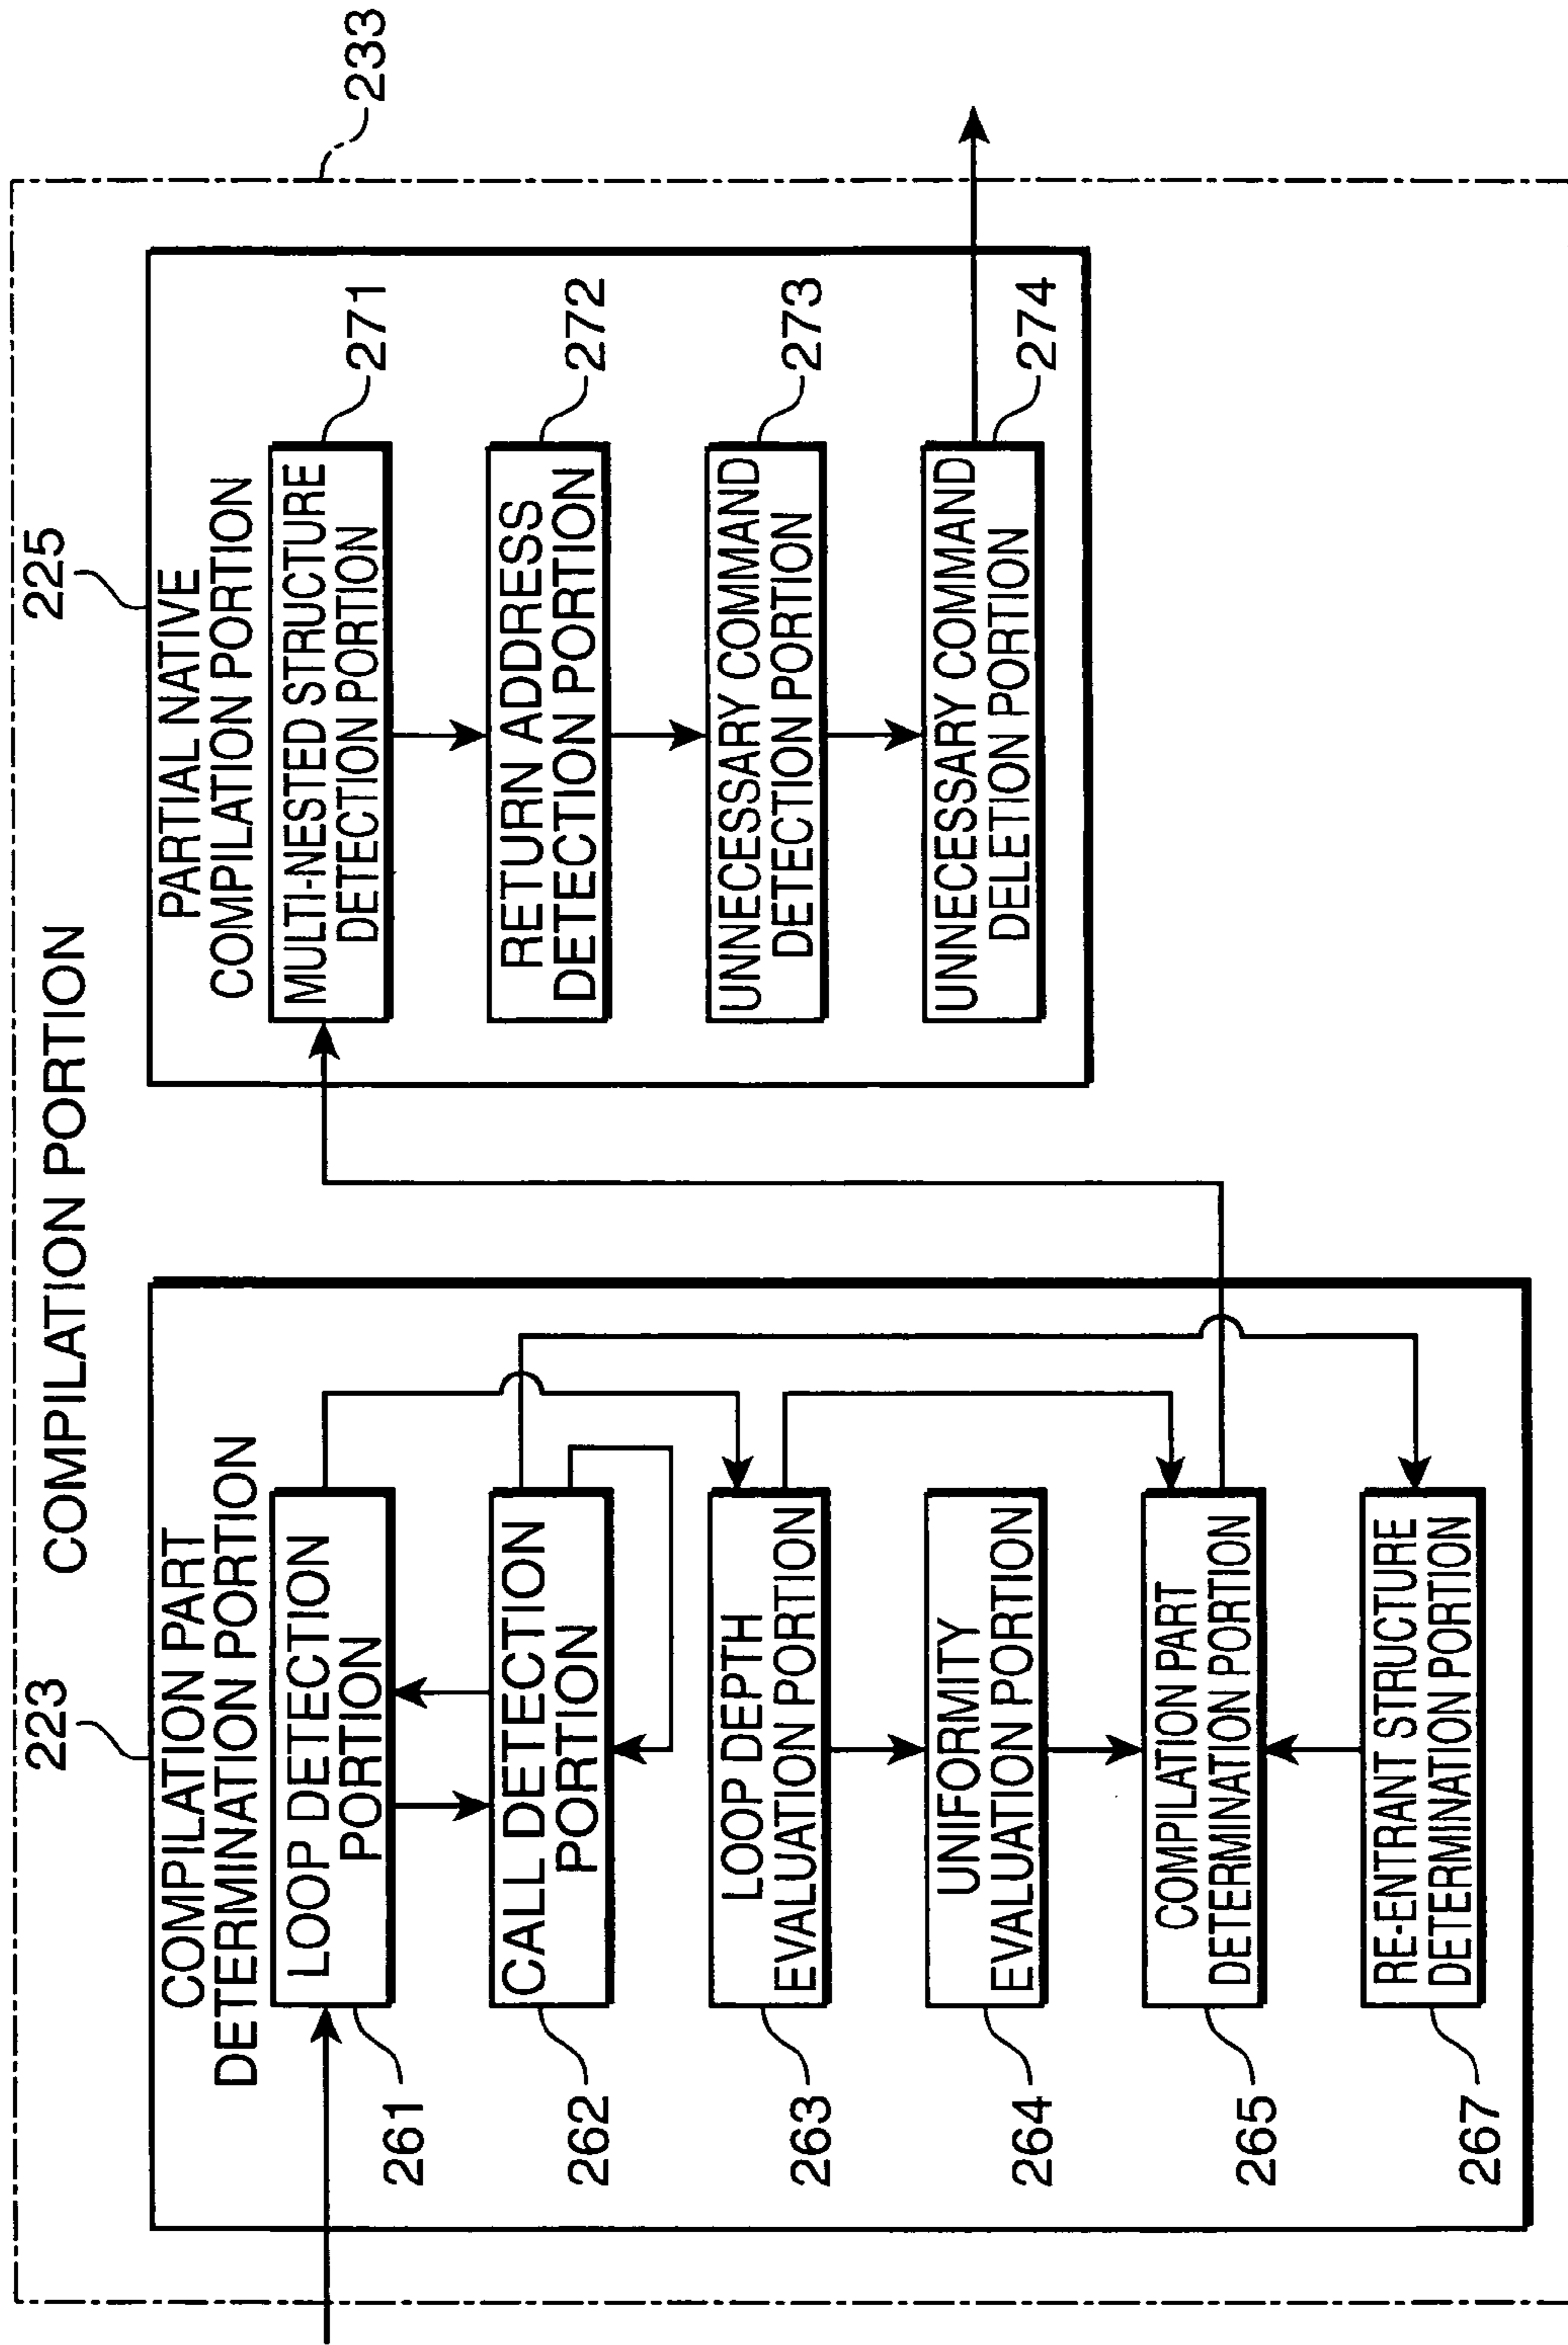 COMPILATION PORTION
233
223
COMPILATION PART
DETERMINATION PORTION
LOOP DETECTION
PORTION
261
CALL DETECTION
PORTION
262
LOOP DEPTH
EVALUATION PORTION
263
UNIFORMITY
EVALUATION PORTION
264
COMPILATION PART
DETERMINATION PORTION
265
RE-ENTRANT STRUCTURE
DETERMINATION PORTION
267
225
PARTIAL NATIVE
COMPILATION PORTION
MULTI-NESTED STRUCTURE
DETECTION PORTION
271
RETURN ADDRESS
DETECTION PORTION
272
UNNECESSARY COMMAND
DETECTION PORTION
273
UNNECESSARY COMMAND
DELETION PORTION
274